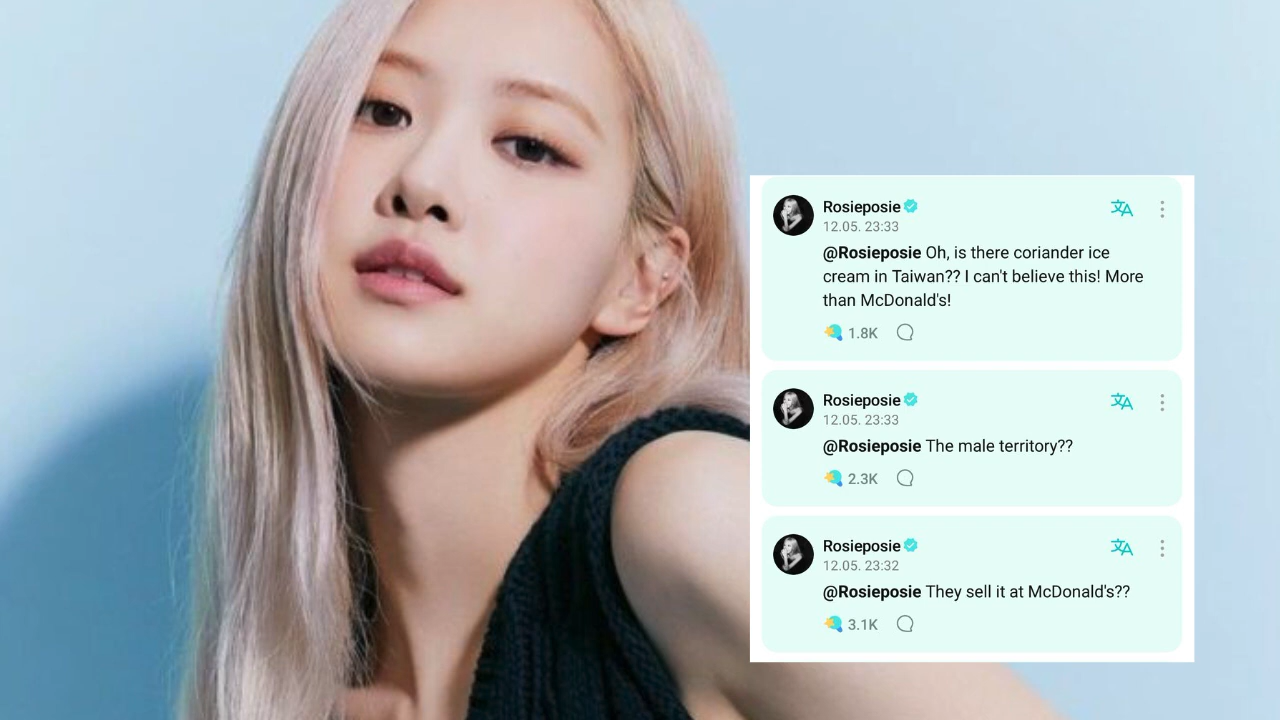 Rosieposie
12.05. 23:33
@Rosieposie Oh, is there coriander ice
cream in Taiwan?? I can't believe this! More
than McDonald's!
1.8K
Rosieposie
12.05. 23:33
@Rosieposie The male territory??
2.3K
Rosieposie
12.05. 23:32
@Rosieposie They sell it at McDonald's??
3.1K